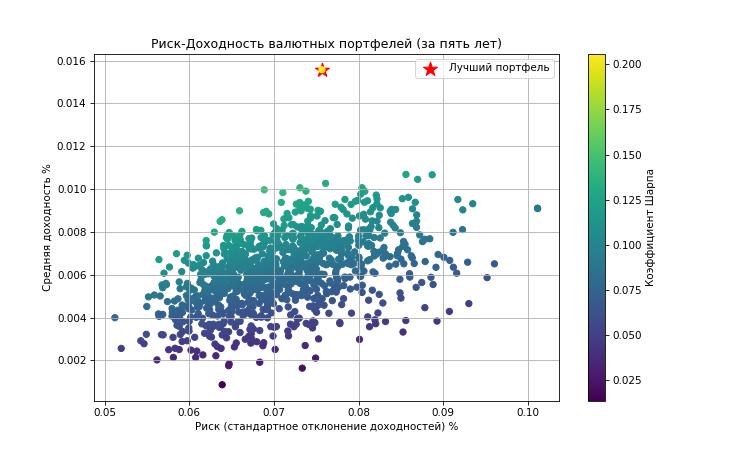 Риск-Доходность валютных портфелей (за пять лет)
Лучший портфель
Средняя доходность %
0.016
0.014
0.012
0.010
0.008
0.006
0.004
0.002
0.05 0.06 0.07 0.08 0.09 0.10
Риск (стандартное отклонение доходностей) %
0.200
0.175
0.150
0.125
0.100
0.075
0.050
0.025
Коэффициент Шарпа